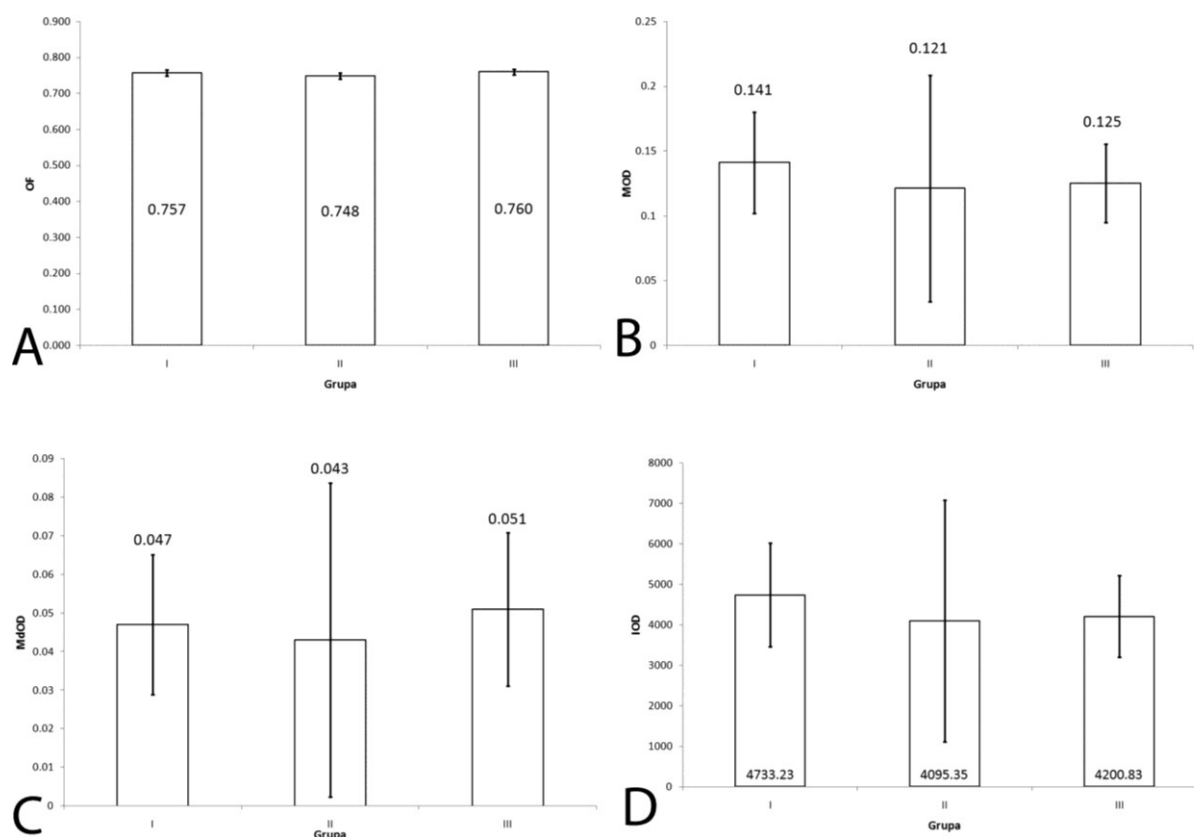 0.900
0.800
0.700
0.600
0.500
0.400
0.300
0.200
0.100
0.000
OF
0.757
0.748
0.760
I
II
III
Grupa
A
0.25
0.2
0.15
0.1
0.05
0
MOD
0.141
0.121
0.125
I
II
III
Grupa
B
0.09
0.08
0.07
0.06
0.05
0.04
0.03
0.02
0.01
0
MdOD
0.047
0.043
0.051
I
II
III
Grupa
C
8000
7000
6000
5000
4000
3000
2000
1000
0
IOD
4733.23
4095.35
4200.83
I
II
III
Grupa
D